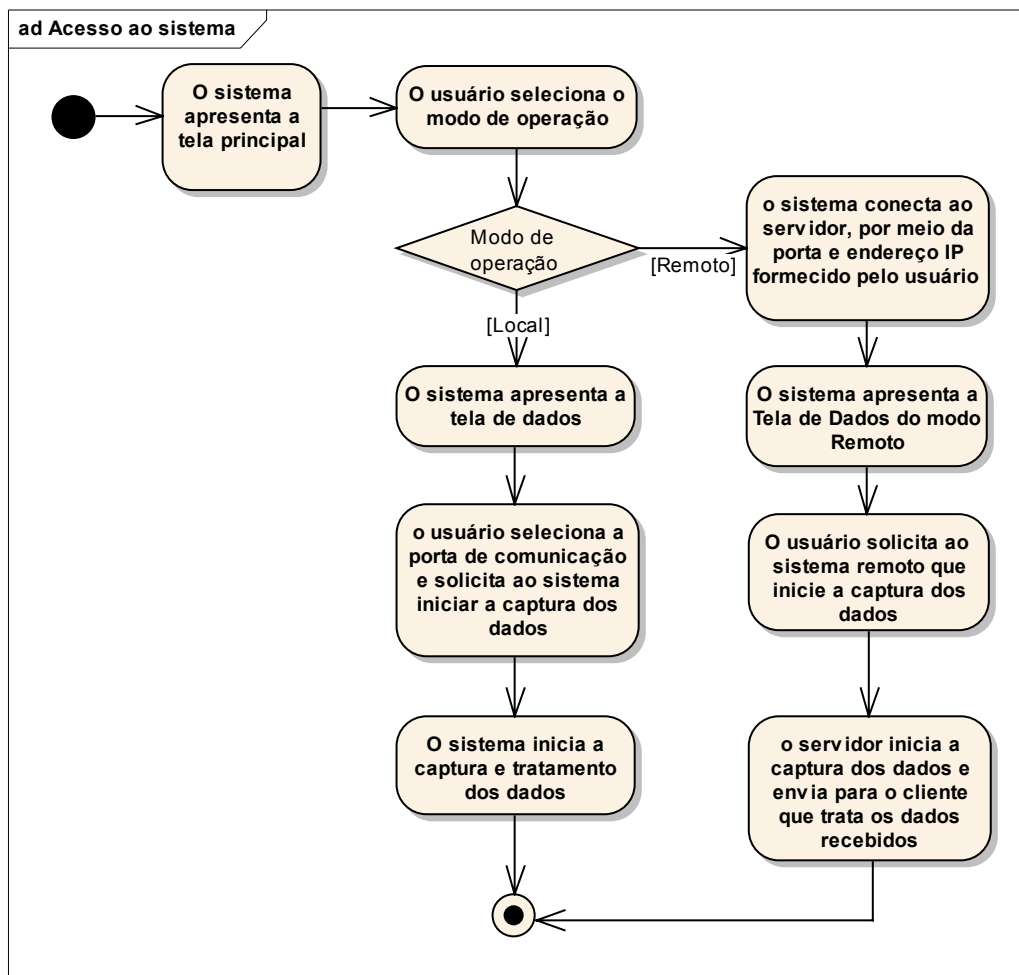 ad Acesso ao sistema
O sistema
apresenta a
tela principal
O usuário seleciona o
modo de operação
Modo de
operação
[Remoto]
[Local]
o sistema conecta ao
servidor, por meio da
porta e endereço IP
formecido pelo usuário
O sistema apresenta a
tela de dados
O sistema apresenta a
Tela de Dados do modo
Remoto
o usuário seleciona a
porta de comunicação
e solicita ao sistema
iniciar a captura dos
dados
O usuário solicita ao
sistema remoto que
inicie a captura dos
dados
O sistema inicia a
captura e tratamento
dos dados
o servidor inicia a
captura dos dados e
envia para o cliente
que trata os dados
recebidos